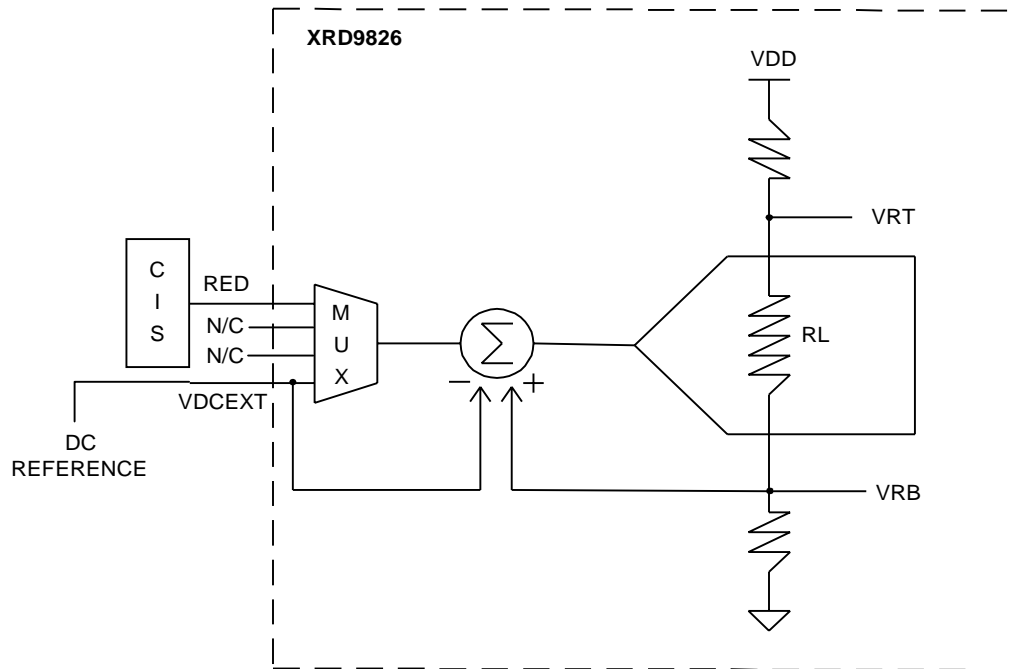 XRD9826
VDD
VRT
C
I
S
RED
N/C
N/C
VDCEXT
DC
REFERENCE
M
U
X
Σ
−
+
RL
VRB